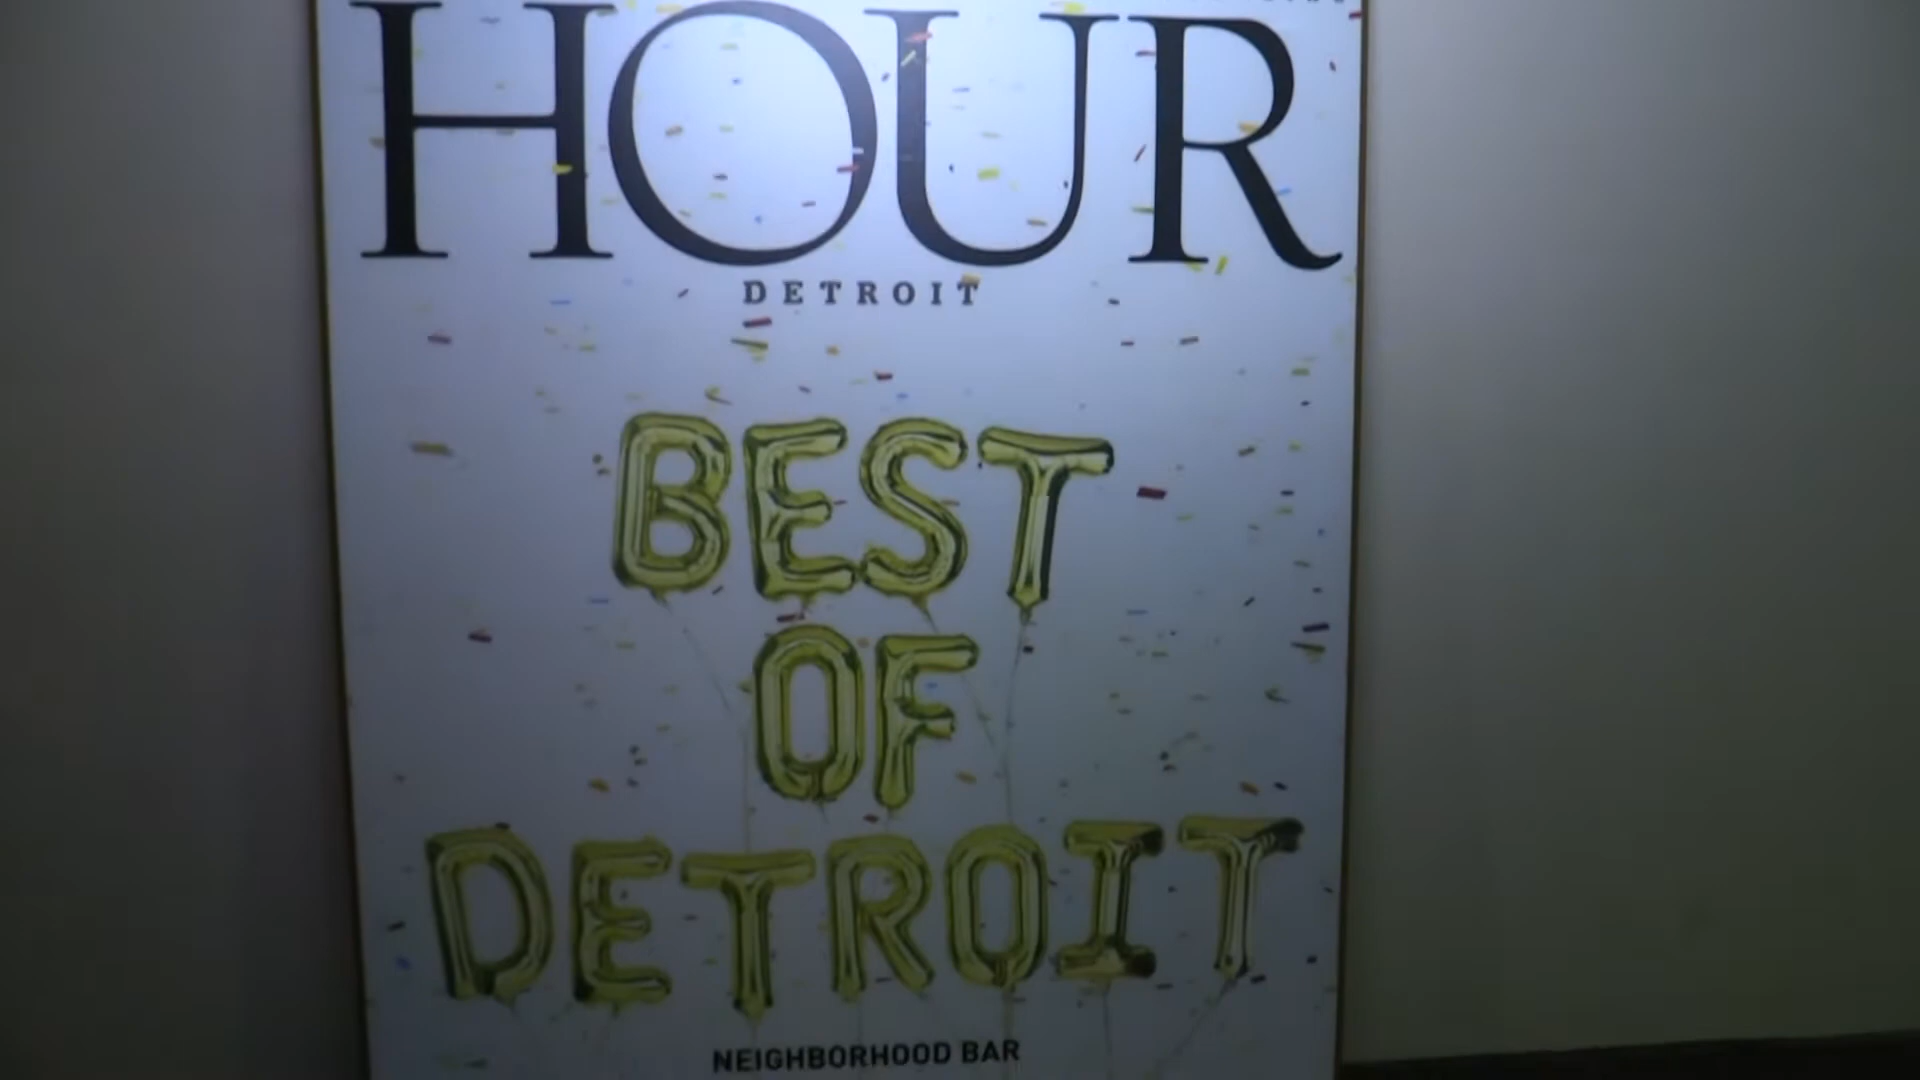 HOUR
DETROIT
BEST
OF
DETROIT
NEIGHBORHOOD BAR